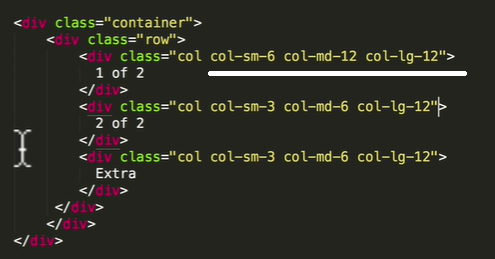 <div class="container">
<div class="row">
<div class="col col-sm-6 col-md-12 col-lg-12">
1 of 2
</div>
<div class="col col-sm-3 col-md-6 col-lg-12">
2 of 2
</div>
<div class="col col-sm-3 col-md-6 col-lg-12">
Extra
</div>
</div>
</div>
</div>